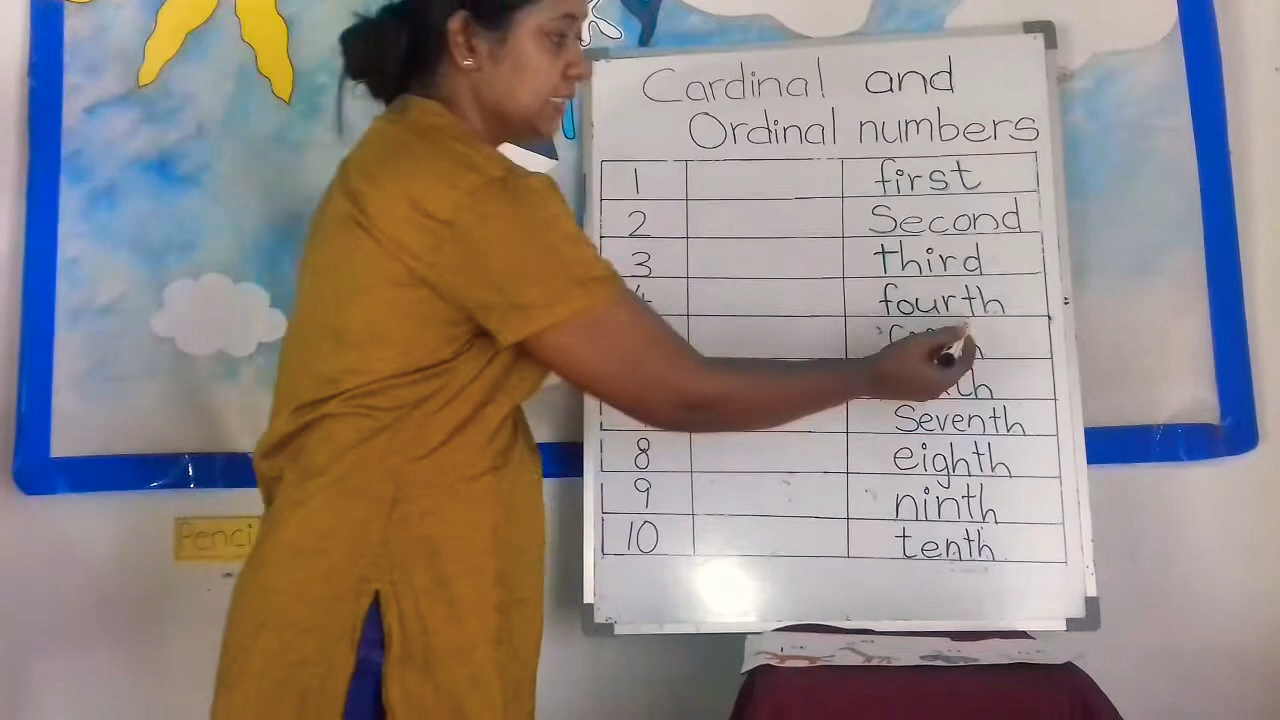 Cardinal and
Ordinal numbers
1 first
2 Second
3 third
4 fourth
Seventh
8 eighth
9 ninth
10 tenth
Penci